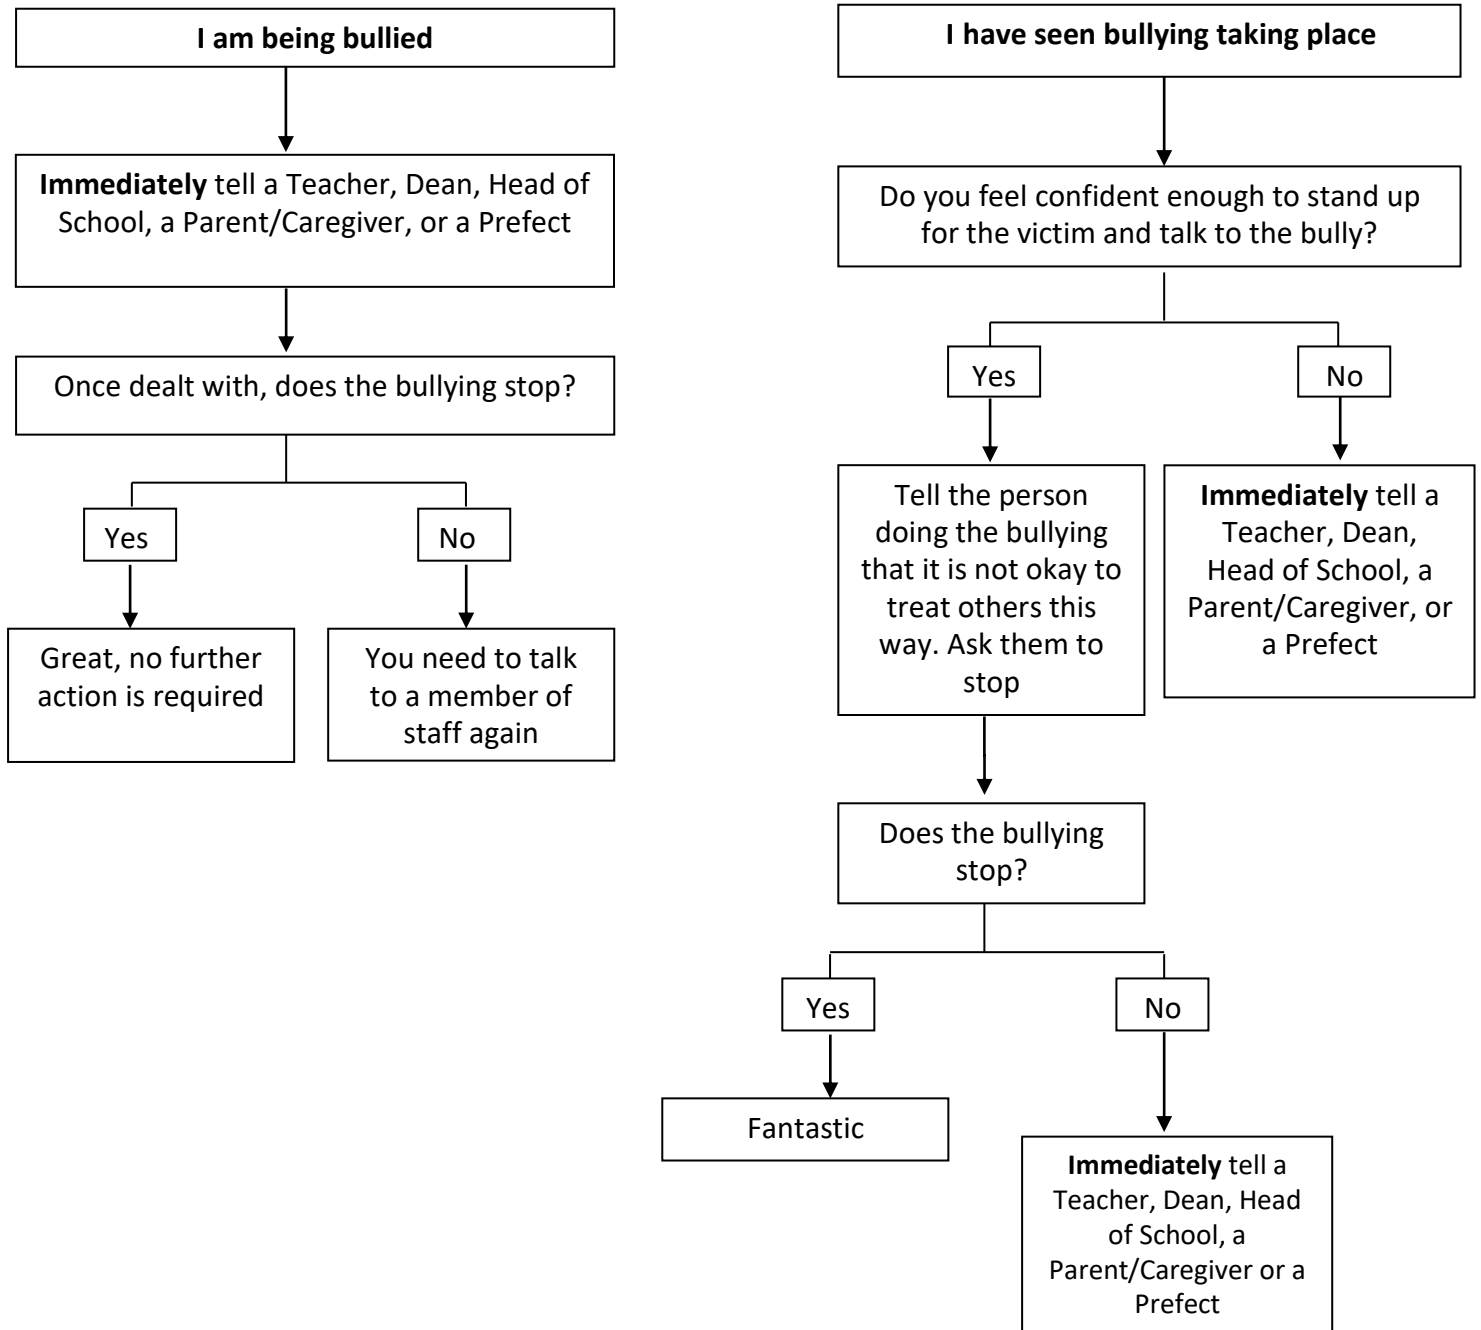 I am being bullied
Immediately tell a Teacher, Dean, Head of
School, a Parent/Caregiver, or a Prefect
Once dealt with, does the bullying stop?
Yes
No
Great, no further
action is required
You need to talk
to a member of
staff again
I have seen bullying taking place
Do you feel confident enough to stand up
for the victim and talk to the bully?
Yes
No
Tell the person
doing the bullying
that it is not okay to
treat others this
way. Ask them to
stop
Immediately tell a
Teacher, Dean,
Head of School, a
Parent/Caregiver, or
a Prefect
Does the bullying
stop?
Yes
No
Fantastic
Immediately tell a
Teacher, Dean, Head
of School, a
Parent/Caregiver or a
Prefect